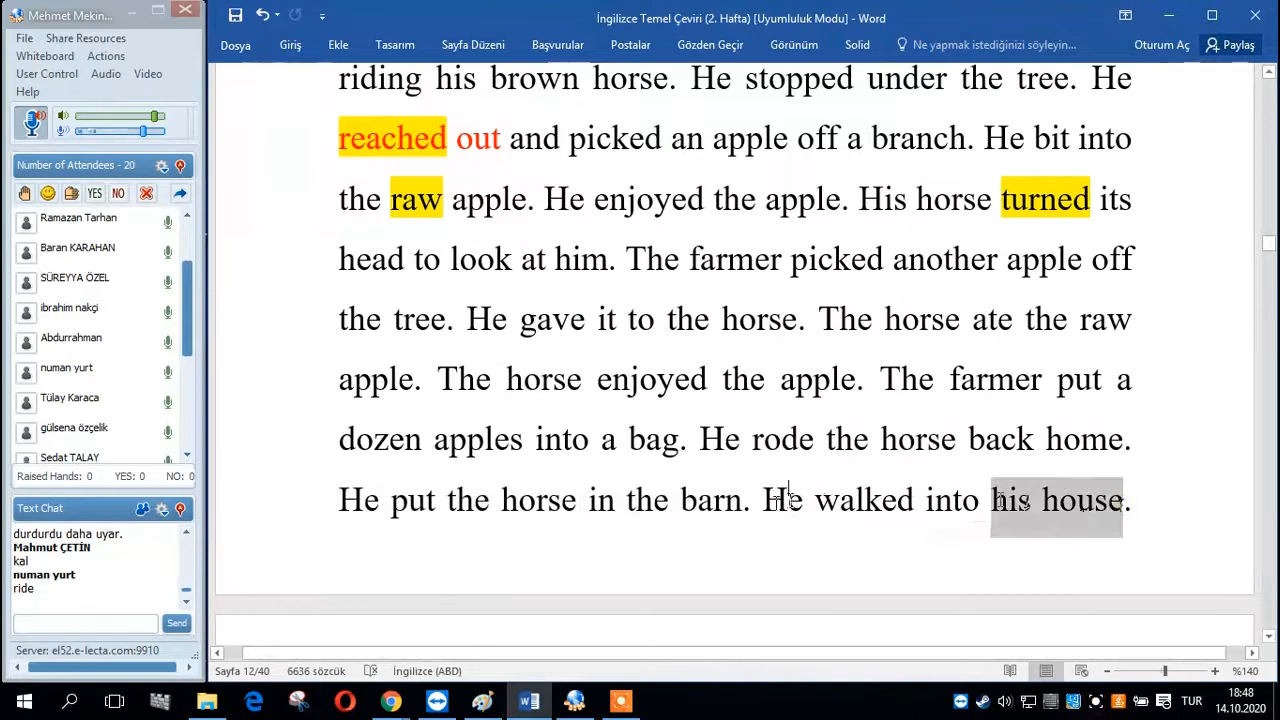 Mehmet Mekin...
File Share Resources
Whiteboard Actions
User Control Audio Video
Help
Number of Attendees - 20
YES NO
Ramazan Tarhan
Baran KARAHAN
SÜREYYA ÖZEL
ibrahim nakçi
Abdurrahman
numan yurt
Tülay Karaca
gülsena özçelik
Sedat TALAY
Raised Hands: 0 YES: 0 NO: 0
Text Chat
durdurdu daha uyar.
Mahmut ÇETİN
kal
numan yurt
ride
Send
Server: el52.e-lecta.com:9910
İngilizce Temel Çeviri (2. Hafta) [Uyumluluk Modu] - Word
Dosya Giriş Ekle Tasarım Sayfa Düzeni Başvurular Postalar Gözden Geçir Görünüm Solid Ne yapmak istediğinizi söyleyin... Oturum Aç Paylaş
riding his brown horse. He stopped under the tree. He
reached out and picked an apple off a branch. He bit into
the raw apple. He enjoyed the apple. His horse turned its
head to look at him. The farmer picked another apple off
the tree. He gave it to the horse. The horse ate the raw
apple. The horse enjoyed the apple. The farmer put a
dozen apples into a bag. He rode the horse back home.
He put the horse in the barn. He walked into his house.
Sayfa 12/40 6636 sözcük İngilizce (ABD) %140
TUR 18:48
14.10.2020